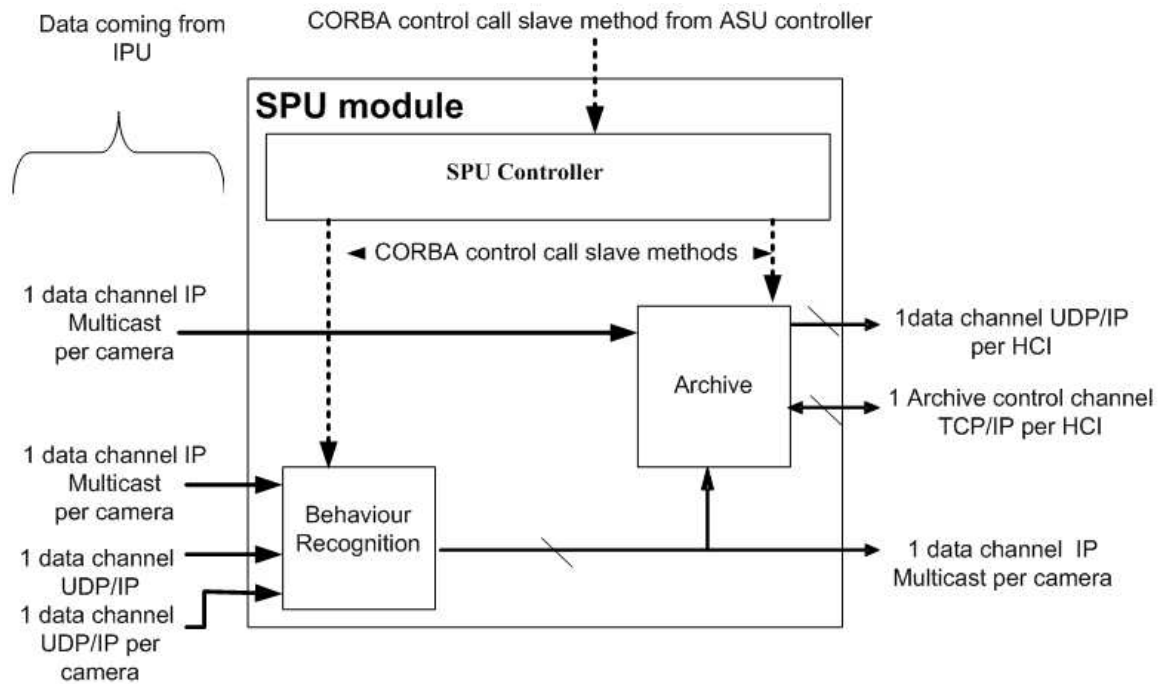 Data coming from
IPU
CORBA control call slave method from ASU controller
SPU module
SPU Controller
CORBA control call slave methods
1 data channel IP
Multicast
per camera
Archive
1data channel UDP/IP
per HCI
1 Archive control channel
TCP/IP per HCI
1 data channel IP
Multicast
per camera
Behaviour
Recognition
1 data channel
UDP/IP
1 data channel
UDP/IP per
camera
1 data channel IP
Multicast per camera